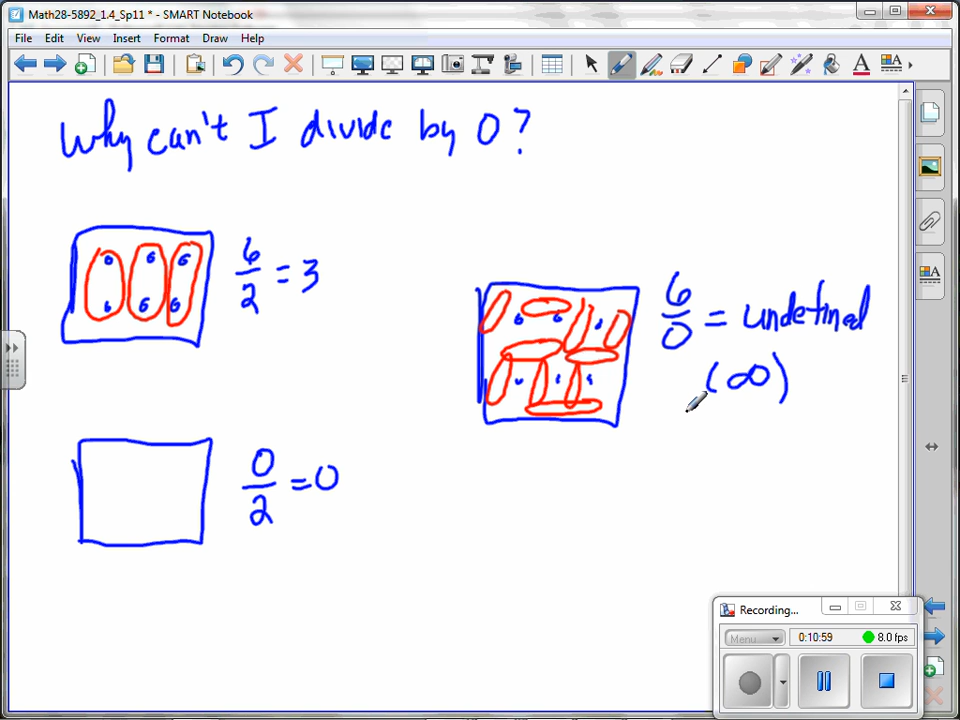 Math28-5892_1.4_Sp11 * - SMART Notebook
File Edit View Insert Format Draw Help
Why can't I divide by 0?
6/2 = 3
6/0 = undefined
(∞)
0/2 = 0
Recording...
Menu 0:10:59 8.0 fps